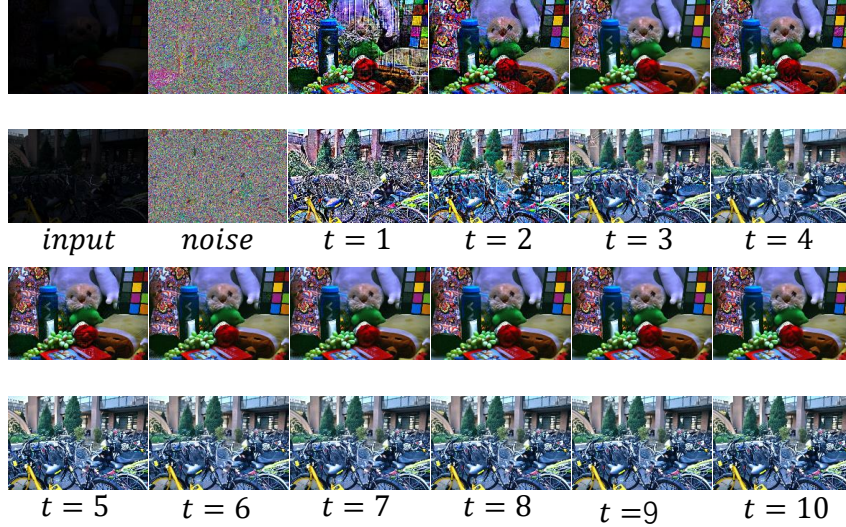 input noise t = 1 t = 2 t = 3 t = 4
t = 5 t = 6 t = 7 t = 8 t =9 t = 10